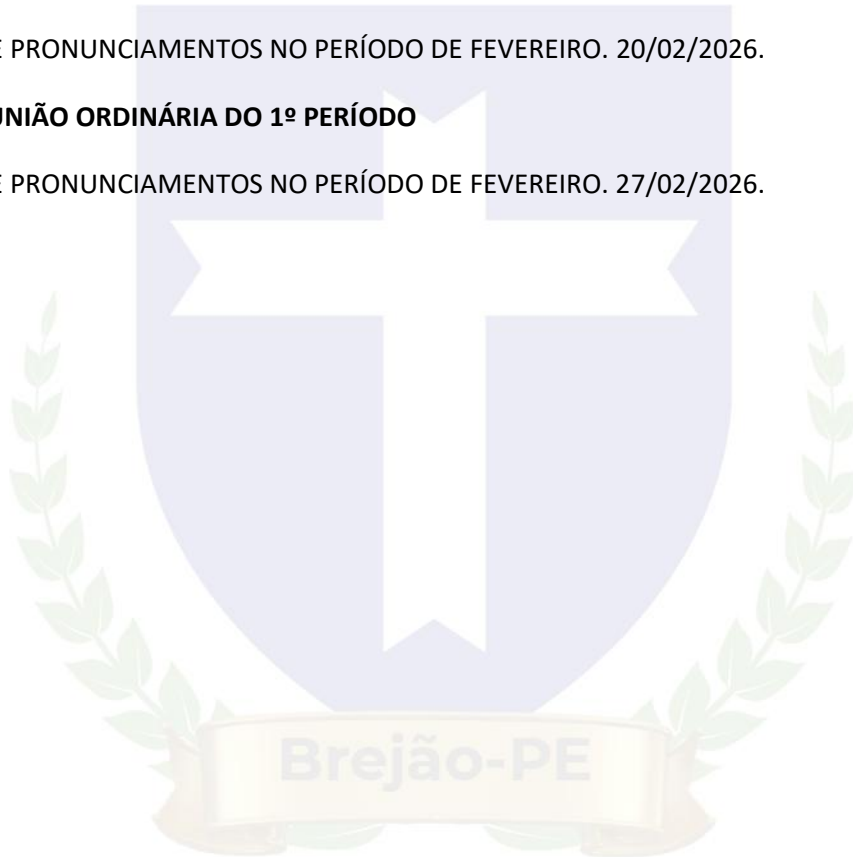 E PRONUNCIAMENTOS NO PERÍODO DE FEVEREIRO. 20/02/2026.
UNIÃO ORDINÁRIA DO 1º PERÍODO
E PRONUNCIAMENTOS NO PERÍODO DE FEVEREIRO. 27/02/2026.
Brejão-PE